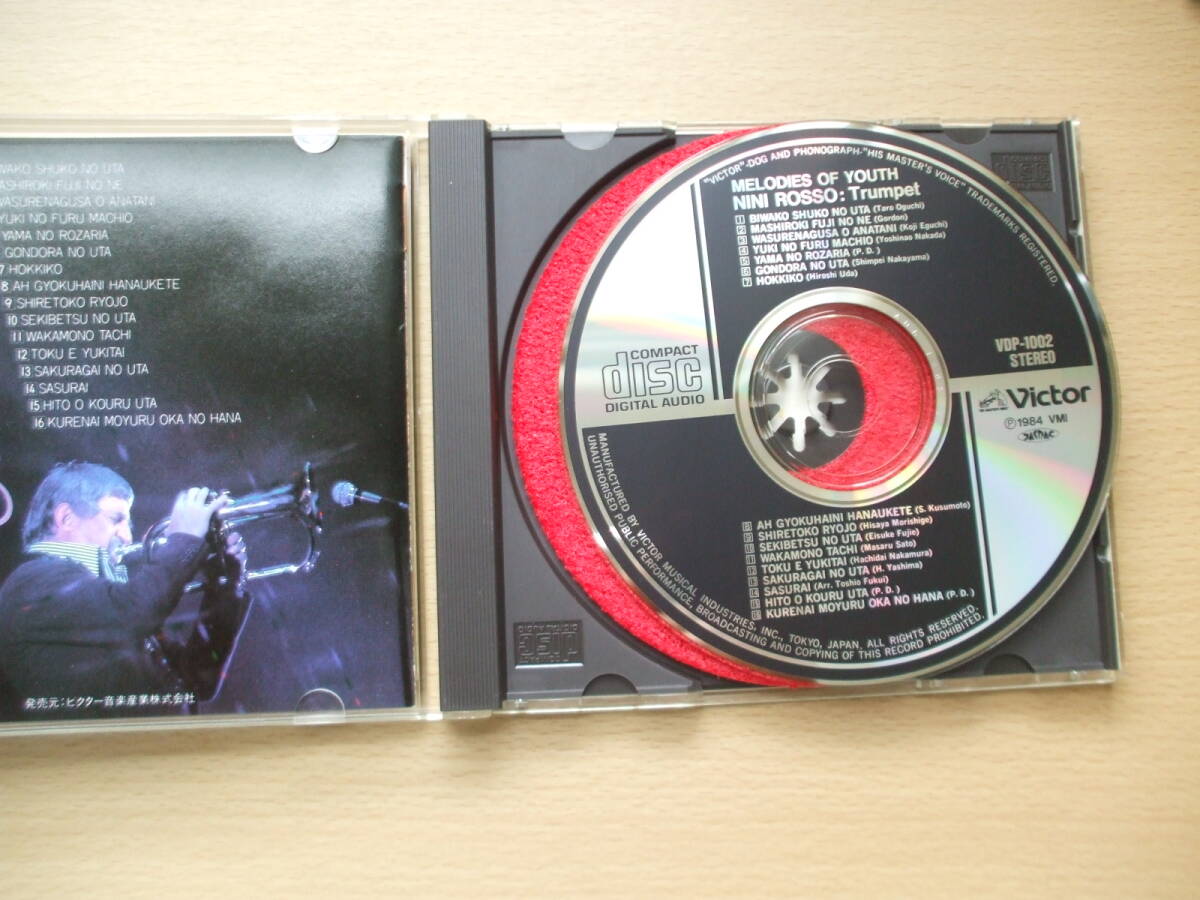 WAKO SHUKO NO UTA
ASHIROKI FUJI NO NE
WASURENAGUSA O ANATANI
YUKI NO FURU MACHIO
YAMA NO ROZARIA
GONDORA NO UTA
7 HOKKIKO
8 AH GYOKUHAINI HANAUKETE
9 SHIRETOKO RYOJO
10 SEKIBETSU NO UTA
11 WAKAMONO TACHI
12 TOKU E YUKITAI
13 SAKURAGAI NO UTA
14 SASURAI
15 HITO O KOURU UTA
16 KURENAI MOYURU OKA NO HANA
発売元:ビクター音楽産業株式会社
"VICTOR"-DOG AND PHONOGRAPH-"HIS MASTER'S VOICE" TRADEMARKS REGISTERED.
MELODIES OF YOUTH
NINI ROSSO: Trumpet
1 BIWAKO SHUKO NO UTA (Taro Oguchi)
2 MASHIROKI FUJI NO NE (Gordon)
3 WASURENAGUSA O ANATANI (Koji Eguchi)
4 YUKI NO FURU MACHIO (Yoshinao Nakada)
5 YAMA NO ROZARIA (P. D.)
6 GONDORA NO UTA (Shimpei Nakayama)
7 HOKKIKO (Hiroshi Uda)
COMPACT
disc
DIGITAL AUDIO
VDP-1002
STEREO
Victor
Ⓟ1984 VMI
8 AH GYOKUHAINI HANAUKETE (S. Kusumoto)
9 SHIRETOKO RYOJO (Hisaya Morishige)
10 SEKIBETSU NO UTA (Eisuke Fujie)
11 WAKAMONO TACHI (Masaru Sato)
12 TOKU E YUKITAI (Hachidai Nakamura)
13 SAKURAGAI NO UTA (H. Yashima)
14 SASURAI (Arr. Toshio Fukui)
15 HITO O KOURU UTA (P. D.)
16 KURENAI MOYURU OKA NO HANA (P. D.)
MANUFACTURED BY VICTOR MUSICAL INDUSTRIES, INC., TOKYO, JAPAN. ALL RIGHTS RESERVED.
UNAUTHORISED PUBLIC PERFORMANCE, BROADCASTING AND COPYING OF THIS RECORD PROHIBITED.